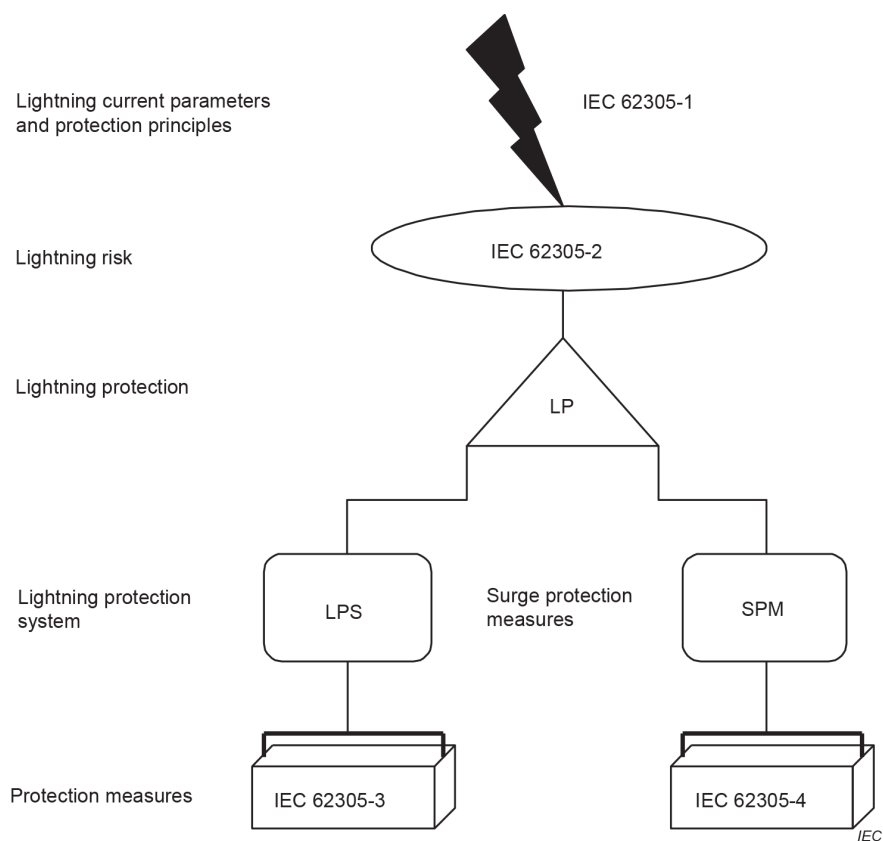 Lightning current parameters
and protection principles
IEC 62305-1
Lightning risk
IEC 62305-2
Lightning protection
LP
Lightning protection
system
LPS
Surge protection
measures
SPM
Protection measures
IEC 62305-3
IEC 62305-4
IEC